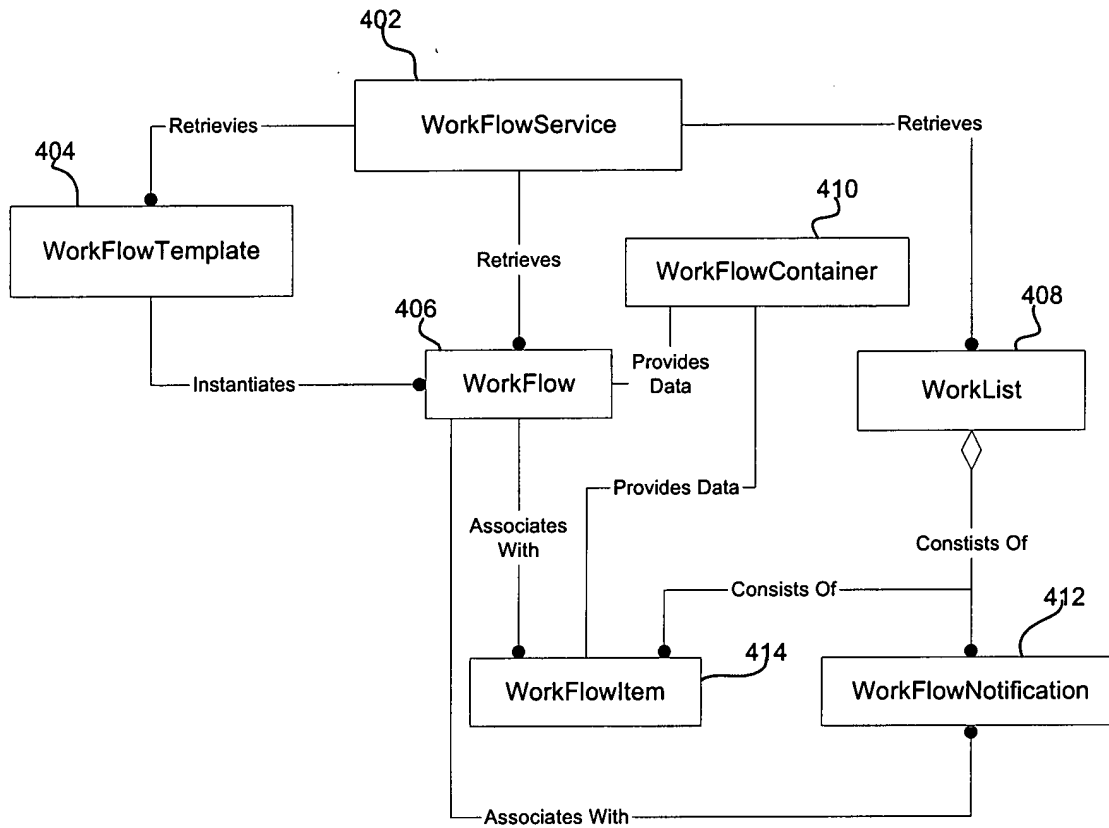 402
WorkFlowService
Retrievies
Retrieves
404
WorkFlowTemplate
410
WorkFlowContainer
Retrieves
406
408
WorkFlow
Provides
Data
Instantiates
WorkList
Provides Data
Associates
With
Constists Of
Consists Of
412
414
WorkFlowItem
WorkFlowNotification
Associates With